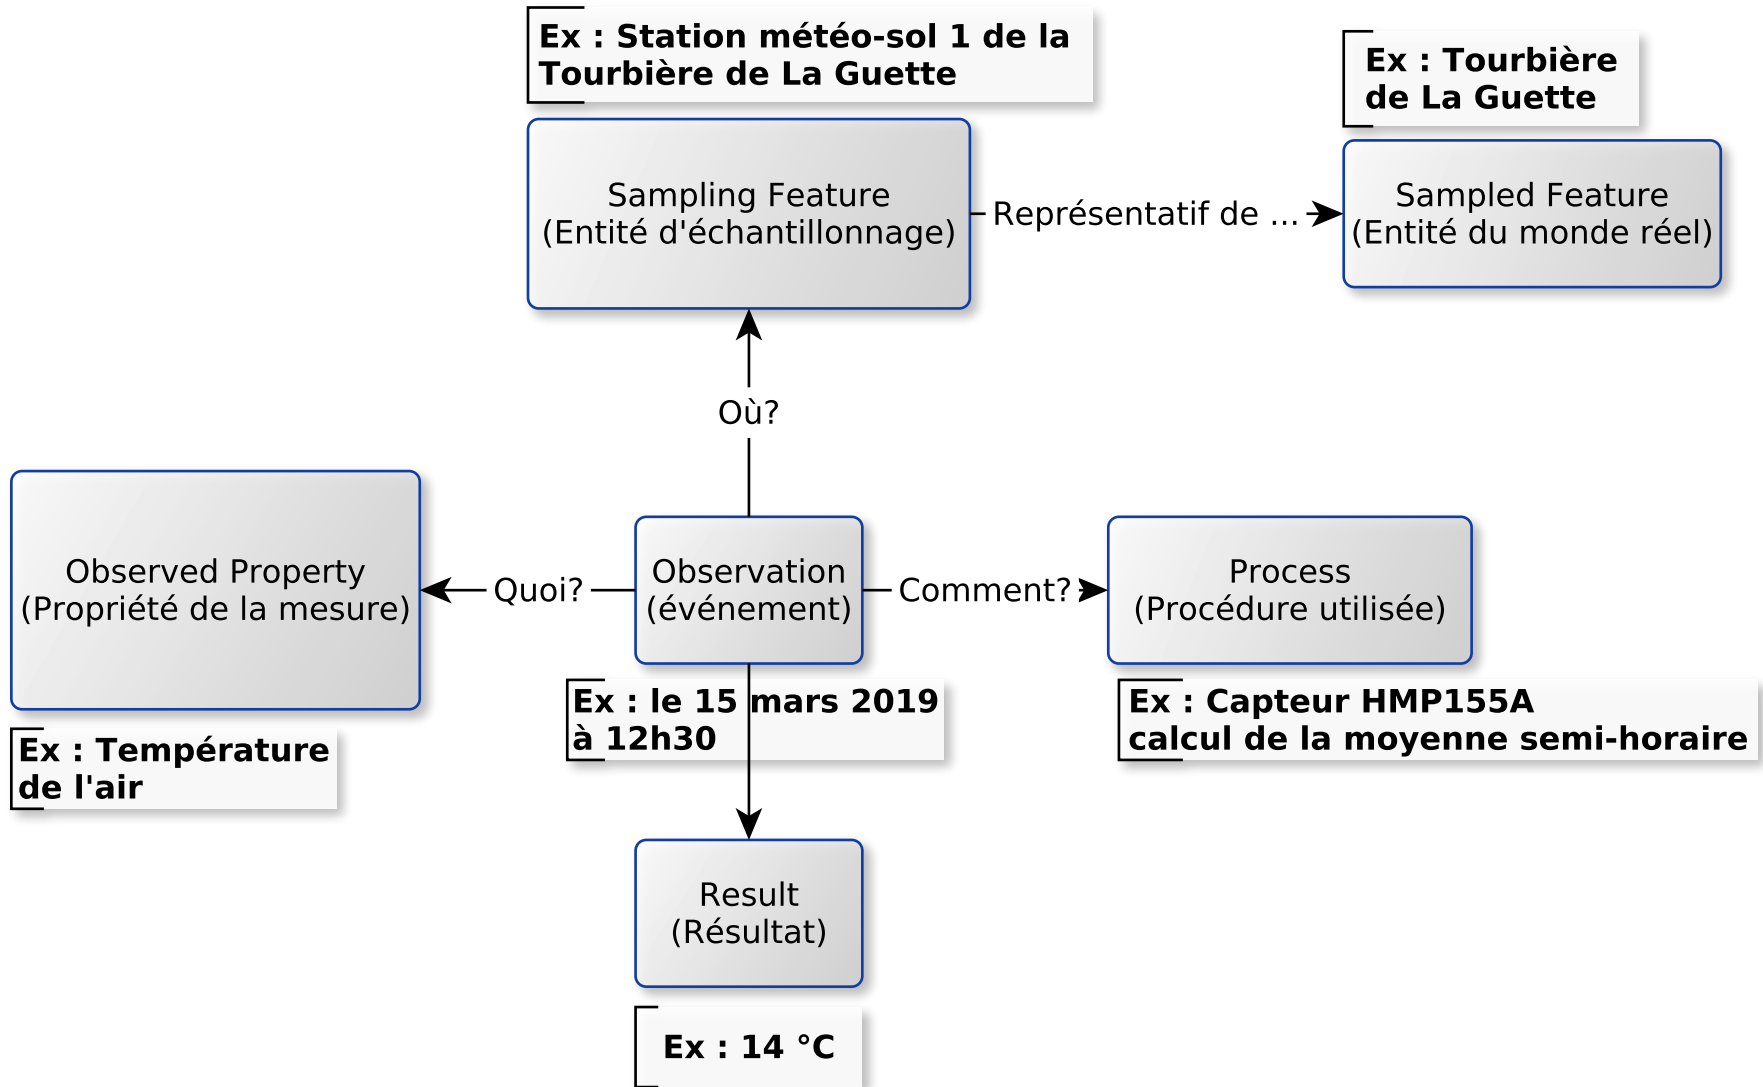 Ex : Station météo-sol 1 de la
Tourbière de La Guette
Ex : Tourbière
de La Guette
Sampling Feature
(Entité d'échantillonnage)
Représentatif de ...
Sampled Feature
(Entité du monde réel)
Où?
Observed Property
(Propriété de la mesure)
Quoi?
Observation
(événement)
Comment?
Process
(Procédure utilisée)
Ex : Température
de l'air
Ex : le 15 mars 2019
à 12h30
Ex : Capteur HMP155A
calcul de la moyenne semi-horaire
Result
(Résultat)
Ex : 14 °C